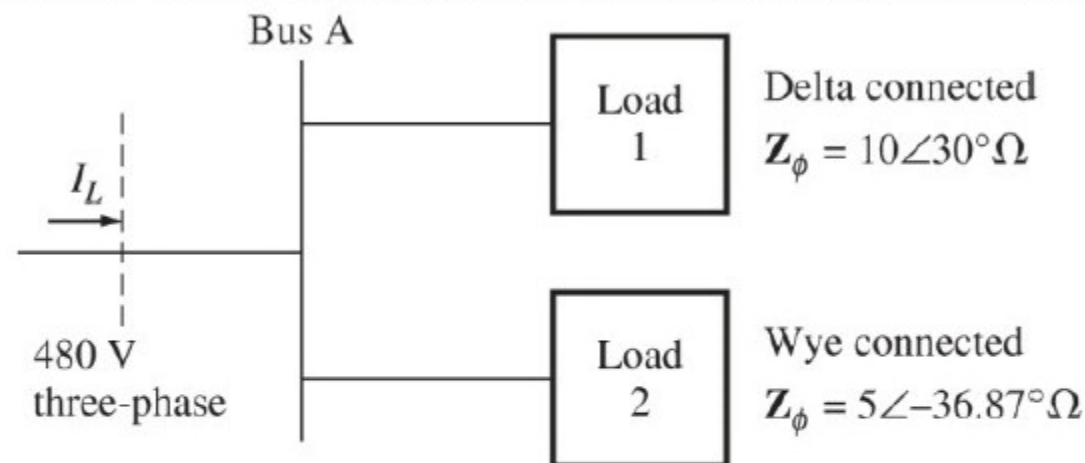 Bus A
Load
1
Delta connected
Z_ϕ = 10∠30°Ω
I_L
480 V
three-phase
Load
2
Wye connected
Z_ϕ = 5∠–36.87°Ω